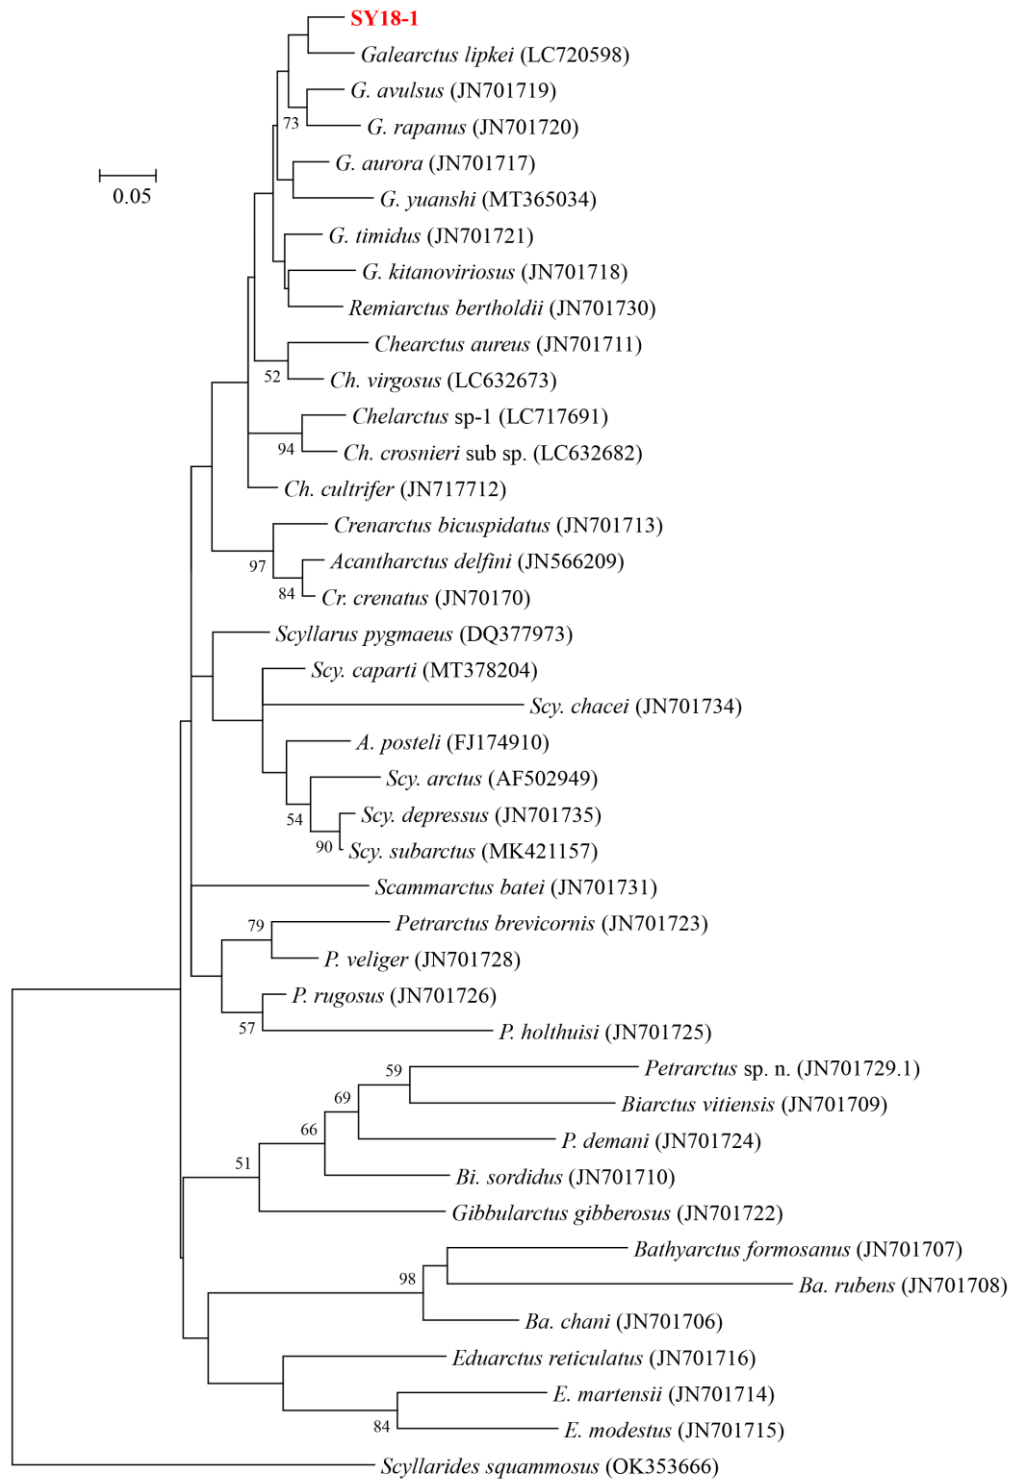 SY18-1
Galearctus lipkei (LC720598)
G. avulsus (JN701719)
73
G. rapanus (JN701720)
G. aurora (JN701717)
0.05
G. yuanshi (MT365034)
G. timidus (JN701721)
G. kitanoviriosus (JN701718)
Remiarctus bertholdii (JN701730)
Chearctus aureus (JN701711)
52
Ch. virgosus (LC632673)
Chelarctus sp-1 (LC717691)
94
Ch. crosnieri sub sp. (LC632682)
Ch. cultrifer (JN717712)
Crenarctus bicuspidatus (JN701713)
97
Acantharctus delfini (JN566209)
84
Cr. crenatus (JN70170)
Scyllarus pygmaeus (DQ377973)
Scy. caparti (MT378204)
Scy. chacei (JN701734)
A. posteli (FJ174910)
Scy. arctus (AF502949)
54
Scy. depressus (JN701735)
90
Scy. subarctus (MK421157)
Scammarctus batei (JN701731)
79
Petrarctus brevicornis (JN701723)
P. veliger (JN701728)
P. rugosus (JN701726)
57
P. holthuisi (JN701725)
59
Petrarctus sp. n. (JN701729.1)
69
Biarctus vitiensis (JN701709)
66
P. demani (JN701724)
51
Bi. sordidus (JN701710)
Gibbularctus gibberosus (JN701722)
Bathyarctus formosanus (JN701707)
98
Ba. rubens (JN701708)
Ba. chani (JN701706)
Eduarctus reticulatus (JN701716)
E. martensii (JN701714)
84
E. modestus (JN701715)
Scyllarides squammosus (OK353666)